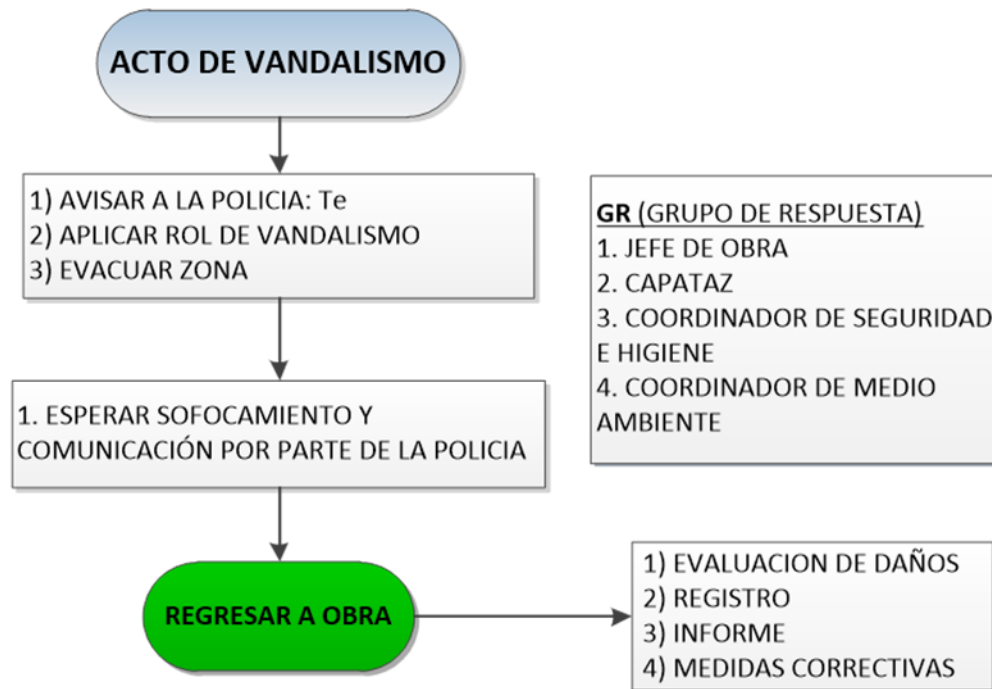 ACTO DE VANDALISMO
1) AVISAR A LA POLICIA: Te
2) APLICAR ROL DE VANDALISMO
3) EVACUAR ZONA
GR (GRUPO DE RESPUESTA)
1. JEFE DE OBRA
2. CAPATAZ
3. COORDINADOR DE SEGURIDAD
E HIGIENE
4. COORDINADOR DE MEDIO
AMBIENTE
1. ESPERAR SOFOCAMIENTO Y
COMUNICACIÓN POR PARTE DE LA POLICIA
REGRESAR A OBRA
1) EVALUACION DE DAÑOS
2) REGISTRO
3) INFORME
4) MEDIDAS CORRECTIVAS